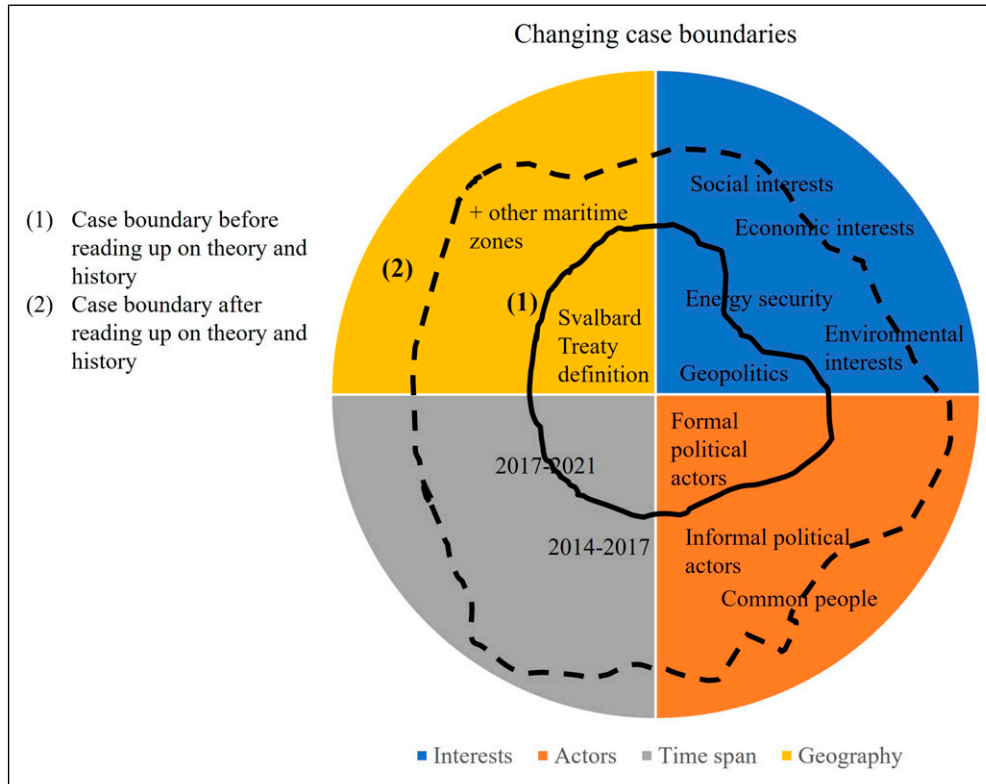 Changing case boundaries
(1) Case boundary before
reading up on theory and
history
(2) Case boundary after
reading up on theory and
history
+ other maritime
zones
(2)
(1)
Svalbard
Treaty
definition
Social interests
Economic interests
Energy security
Environmental
interests
Geopolitics
2017-2021
2014-2017
Formal
political
actors
Informal political
actors
Common people
Interests Actors Time span Geography